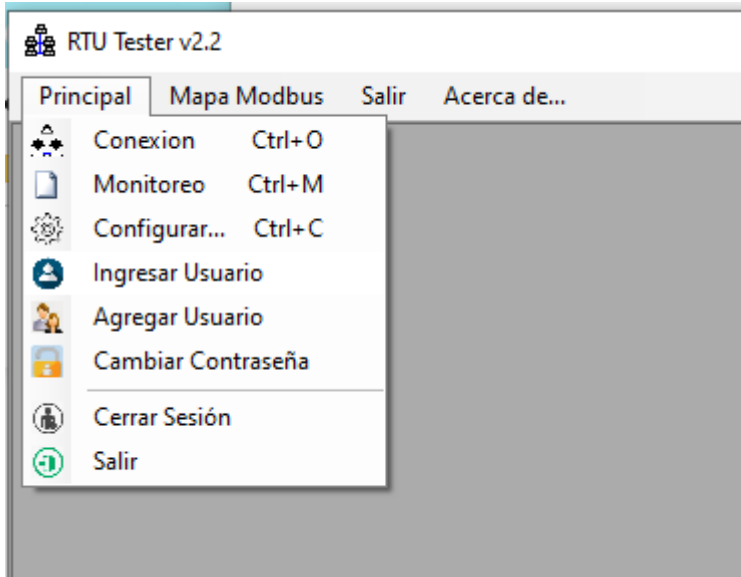 RTU Tester v2.2
Principal Mapa Modbus Salir Acerca de...
Conexion Ctrl+O
Monitoreo Ctrl+M
Configurar... Ctrl+C
Ingresar Usuario
Agregar Usuario
Cambiar Contraseña
Cerrar Sesión
Salir